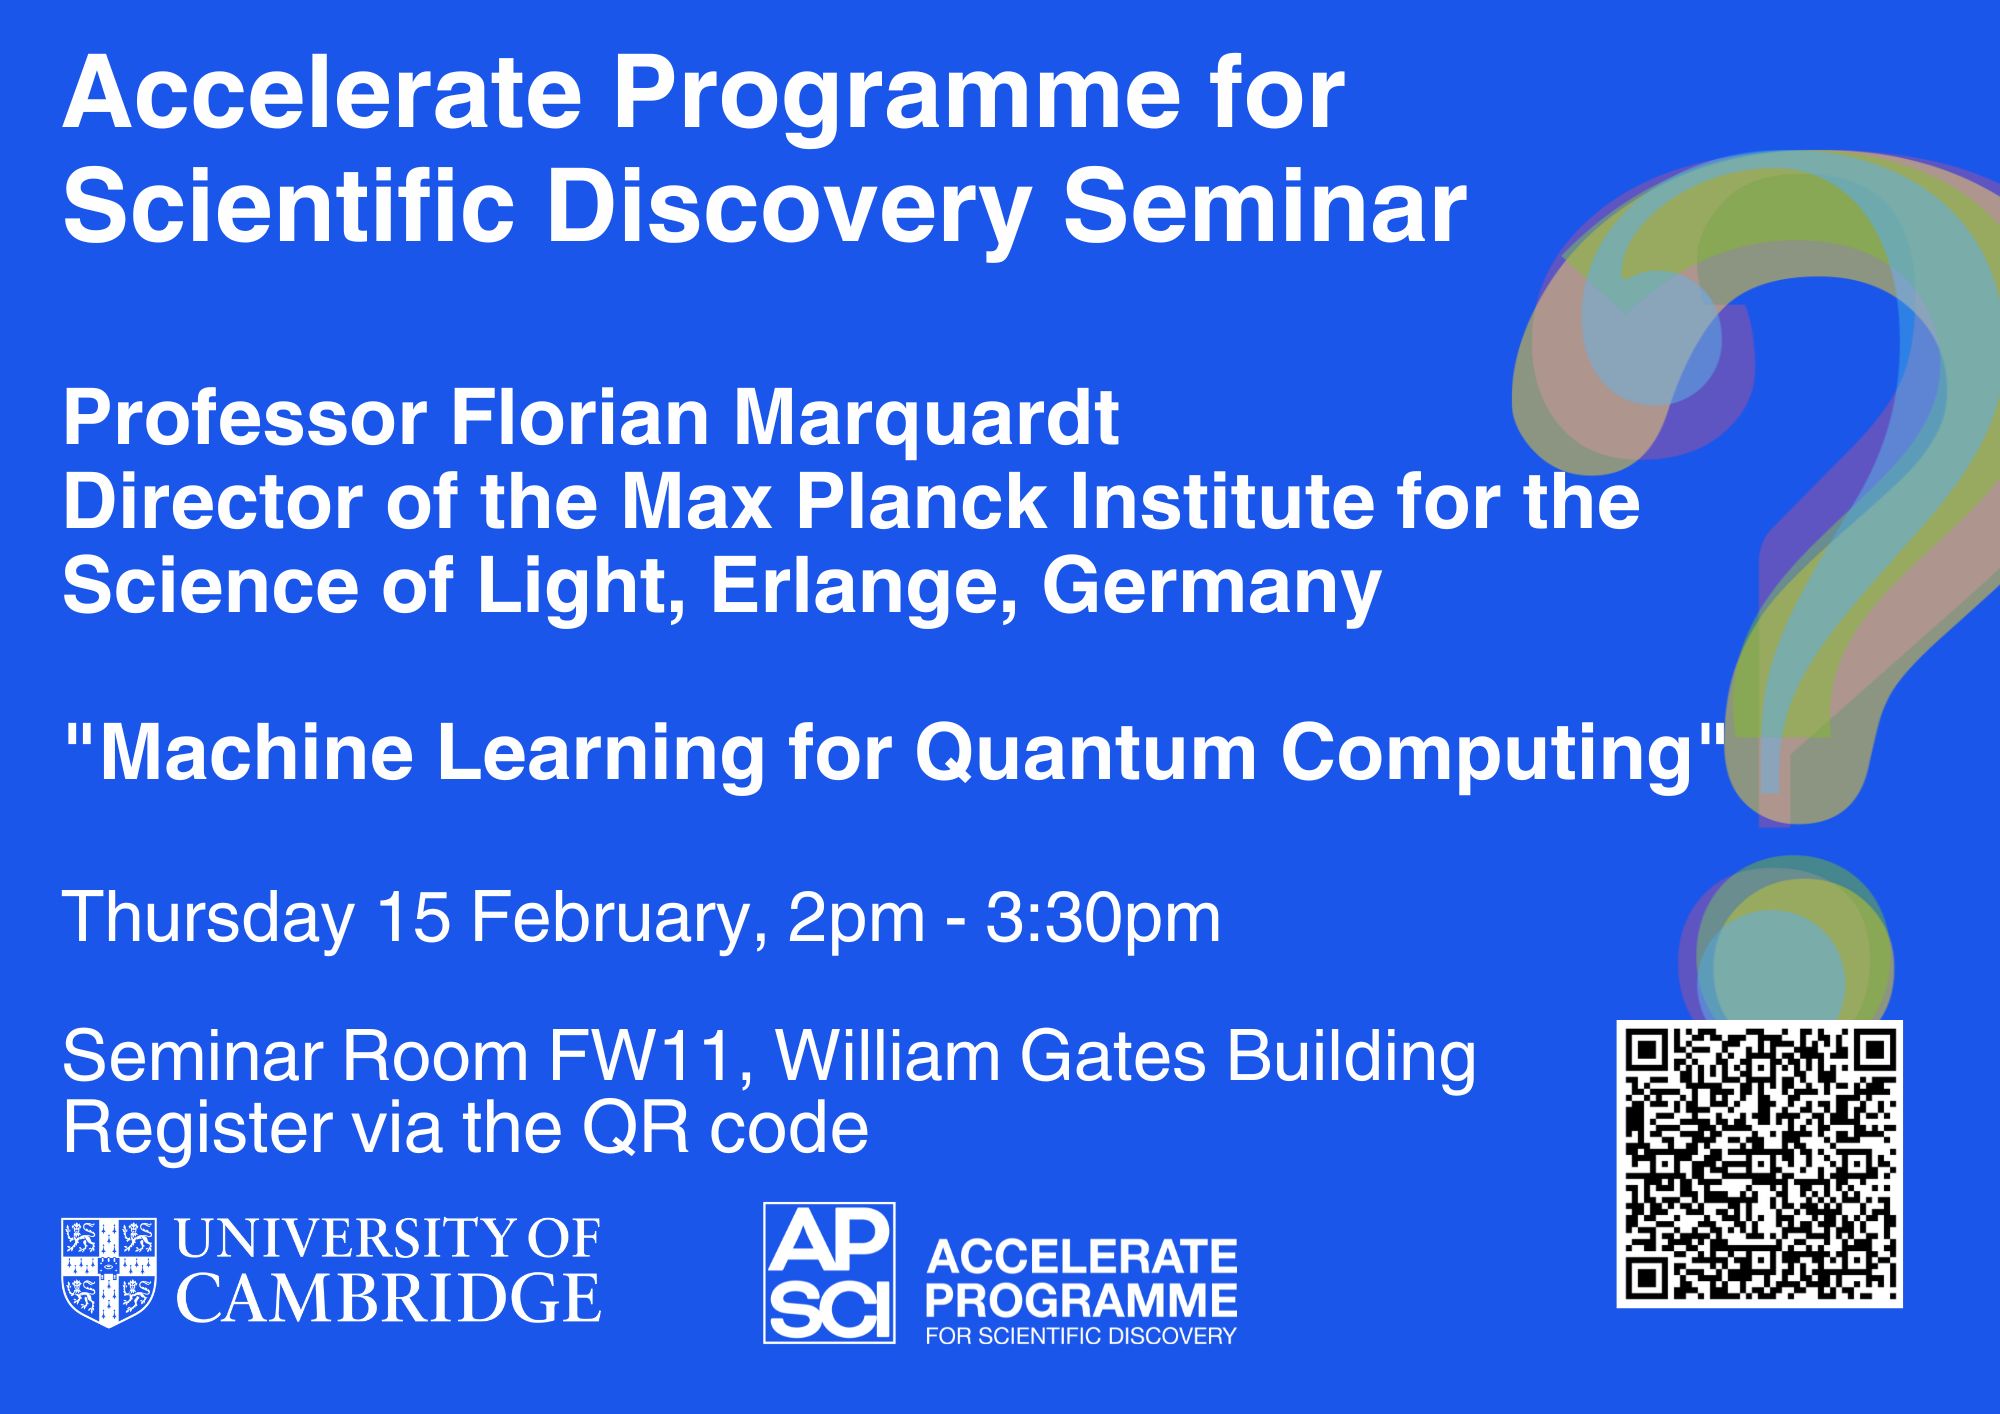 Accelerate Programme for
Scientific Discovery Seminar
Professor Florian Marquardt
Director of the Max Planck Institute for the
Science of Light, Erlange, Germany
"Machine Learning for Quantum Computing"
Thursday 15 February, 2pm - 3:30pm
Seminar Room FW11, William Gates Building
Register via the QR code
UNIVERSITY OF
CAMBRIDGE
AP
SCI
ACCELERATE
PROGRAMME
FOR SCIENTIFIC DISCOVERY